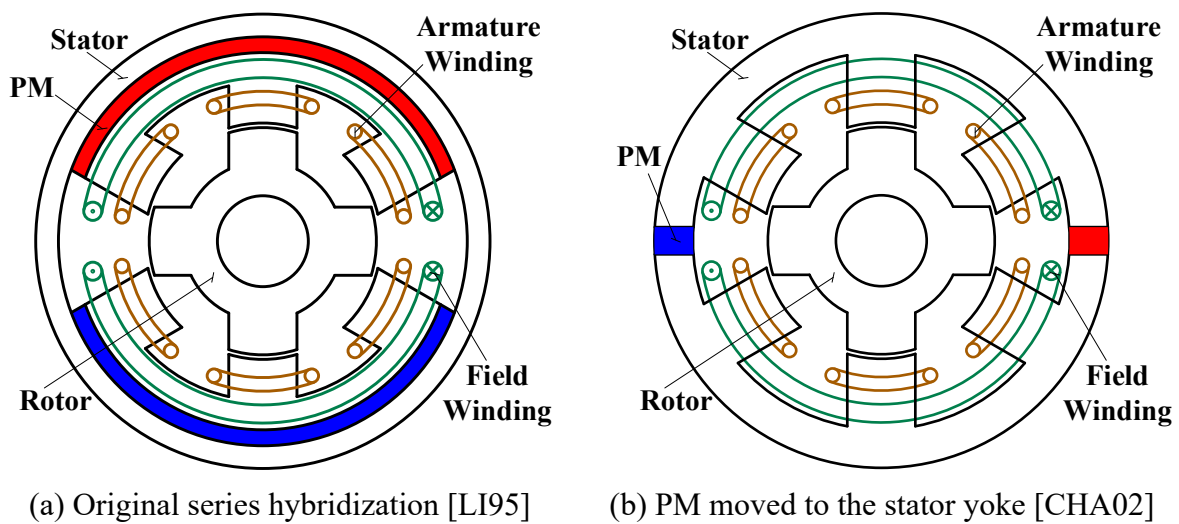 Stator
Armature
Winding
PM
Rotor
Field
Winding
Stator
Armature
Winding
PM
Rotor
Field
Winding
(a) Original series hybridization [LI95]
(b) PM moved to the stator yoke [CHA02]